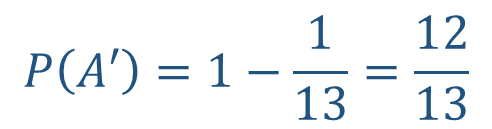 P(A′) = 1 − 1/13 = 12/13